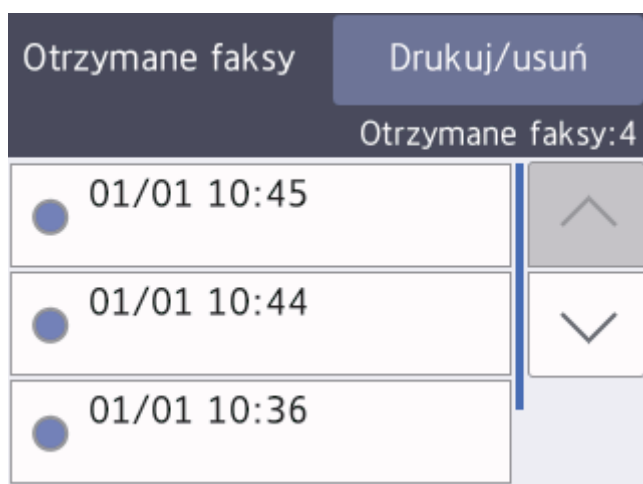 Otrzymane faksy
Drukuj/usuń
Otrzymane faksy:4
01/01 10:45
01/01 10:44
01/01 10:36